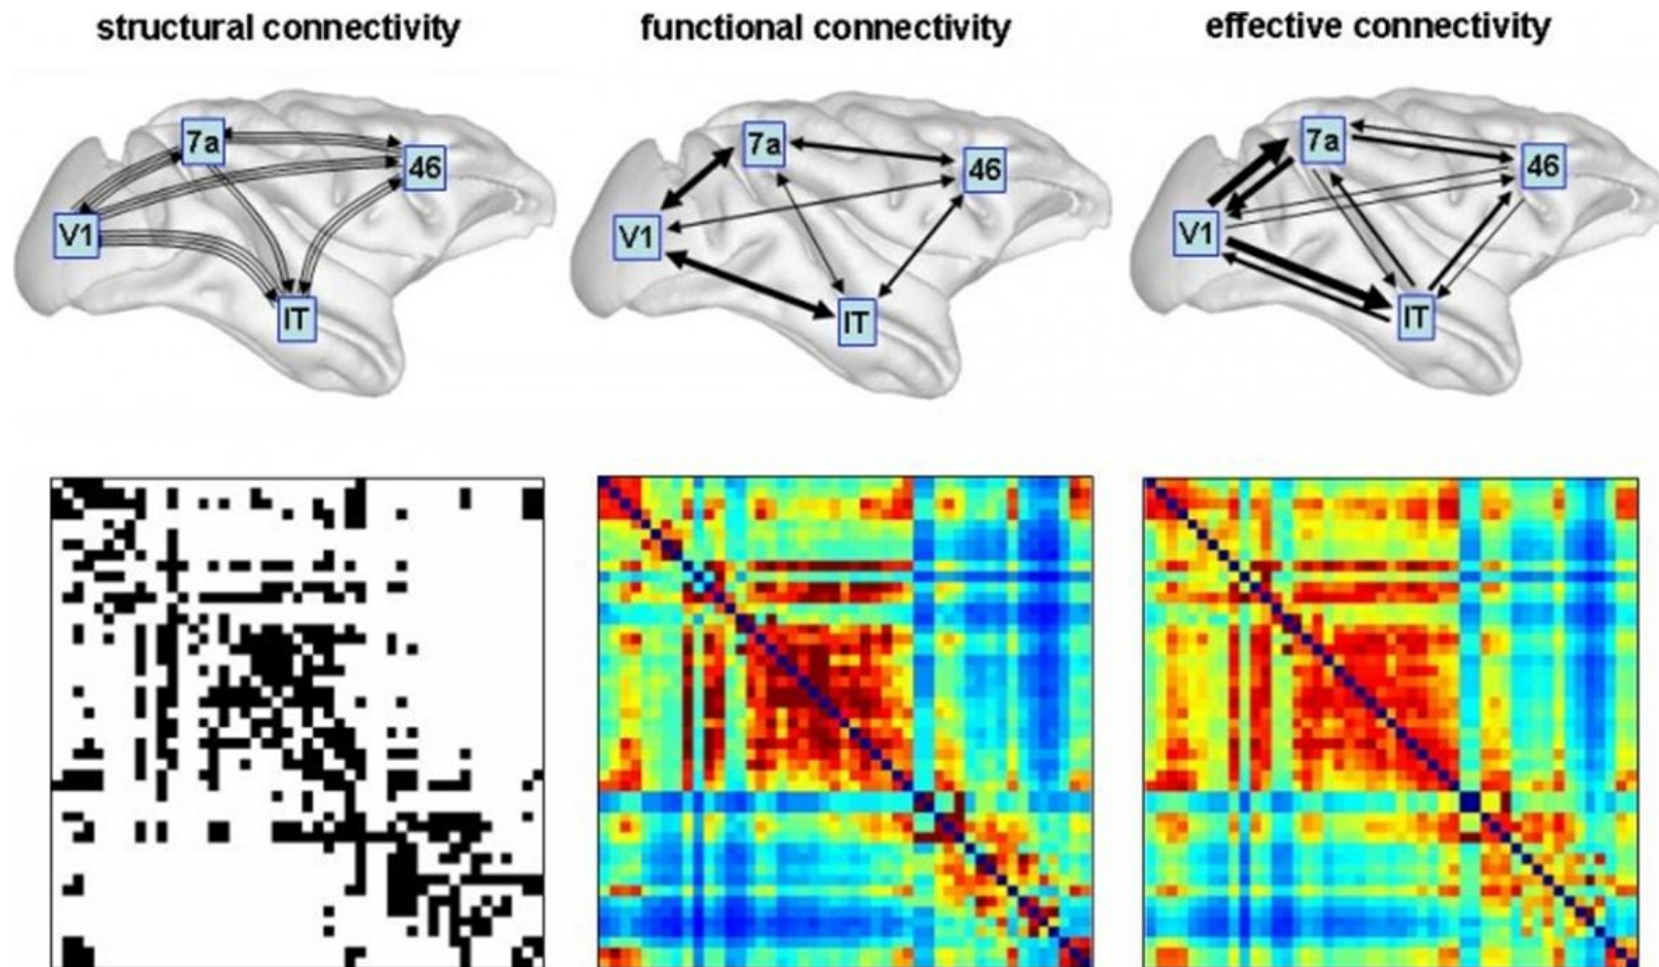 structural connectivity
functional connectivity
effective connectivity
7a
46
V1
IT
7a
46
V1
IT
7a
46
V1
IT